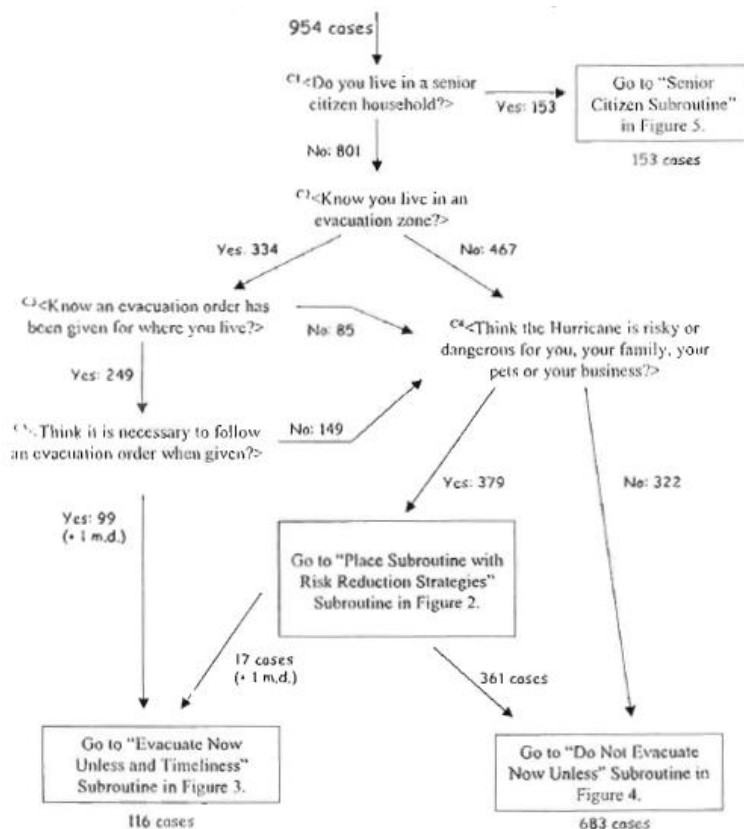 954 cases
C1<Do you live in a senior
citizen household?>
Yes: 153
Go to “Senior
Citizen Subroutine”
in Figure 5.
153 cases
No: 801
C2<Know you live in an
evacuation zone?>
Yes: 334
No: 467
C3<Know an evacuation order has
been given for where you live?>
No: 85
C4<Think the Hurricane is risky or
dangerous for you, your family, your
pets or your business?>
Yes: 249
<Think it is necessary to follow
an evacuation order when given?>
No: 149
Yes: 379
No: 322
Yes: 99
(+ 1 m.d.)
Go to “Place Subroutine with
Risk Reduction Strategies”
Subroutine in Figure 2.
17 cases
(+ 1 m.d.)
361 cases
Go to “Evacuate Now
Unless and Timeliness”
Subroutine in Figure 3.
116 cases
Go to “Do Not Evacuate
Now Unless” Subroutine in
Figure 4.
683 cases